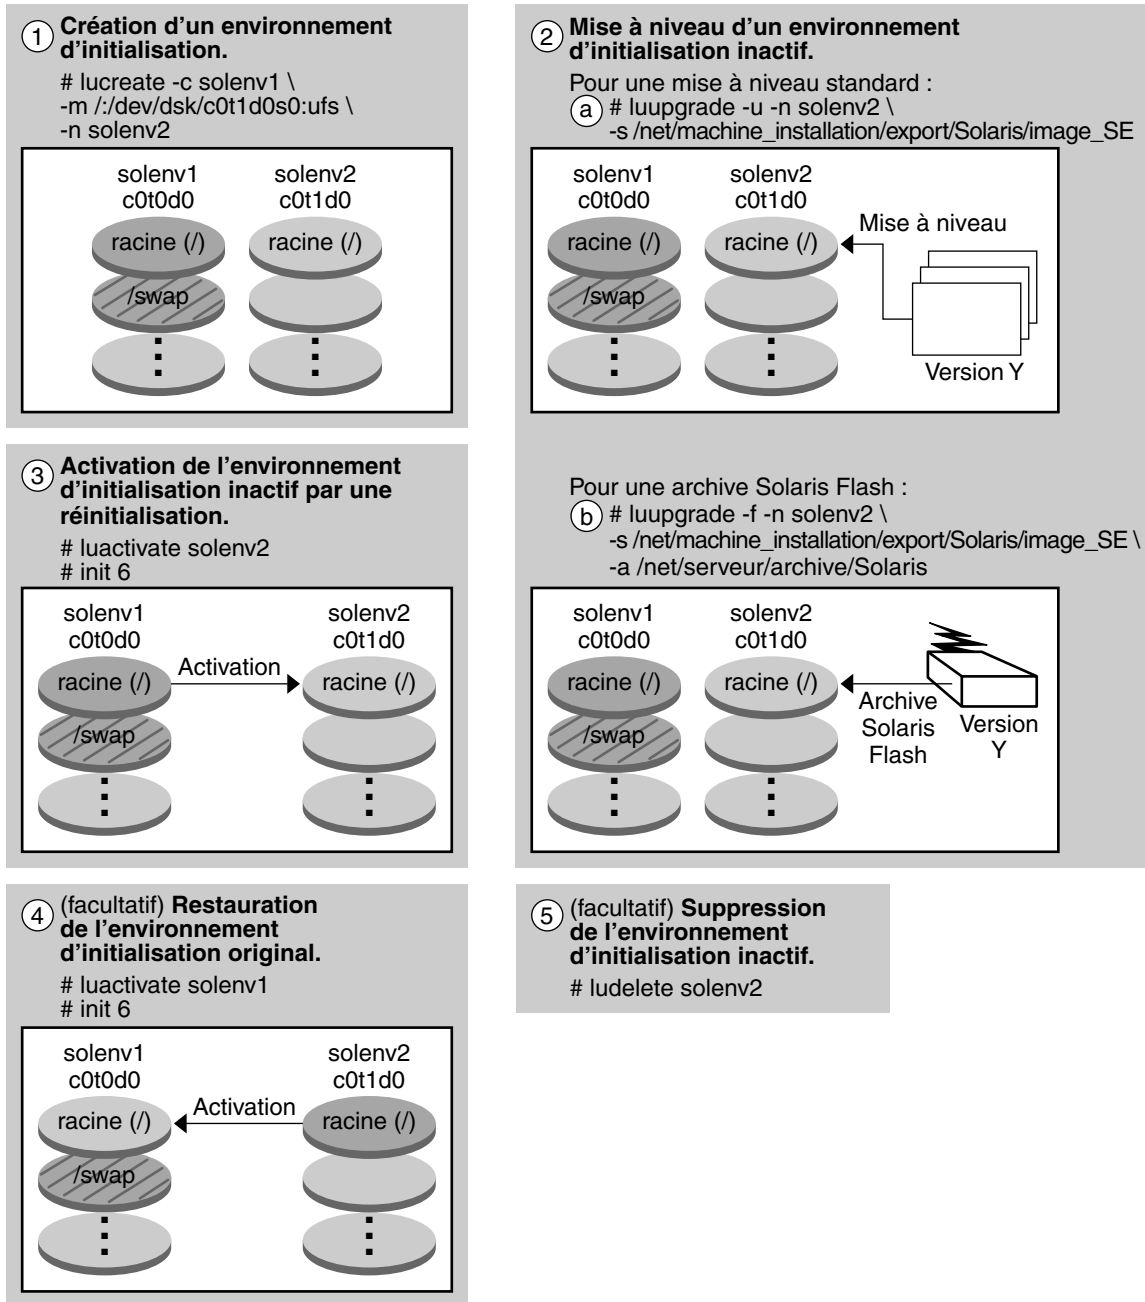 1 Création d'un environnement
d'initialisation.
# lucreate -c solenv1 \
-m /:/dev/dsk/c0t1d0s0:ufs \
-n solenv2
solenv1 solenv2
c0t0d0 c0t1d0
racine (/) racine (/)
/swap
2 Mise à niveau d'un environnement
d'initialisation inactif.
Pour une mise à niveau standard :
a # luupgrade -u -n solenv2 \
-s /net/machine_installation/export/Solaris/image_SE
solenv1 solenv2
c0t0d0 c0t1d0
Mise à niveau
racine (/) racine (/)
/swap
Version Y
Pour une archive Solaris Flash :
b # luupgrade -f -n solenv2 \
-s /net/machine_installation/export/Solaris/image_SE \
-a /net/serveur/archive/Solaris
solenv1 solenv2
c0t0d0 c0t1d0
racine (/) racine (/)
/swap
Archive
Solaris
Flash
Version
Y
3 Activation de l'environnement
d'initialisation inactif par une
réinitialisation.
# luactivate solenv2
# init 6
solenv1 solenv2
c0t0d0 c0t1d0
racine (/) Activation racine (/)
/swap
4 (facultatif) Restauration
de l'environnement
d'initialisation original.
# luactivate solenv1
# init 6
solenv1 solenv2
c0t0d0 c0t1d0
racine (/) Activation racine (/)
/swap
5 (facultatif) Suppression
de l'environnement
d'initialisation inactif.
# ludelete solenv2